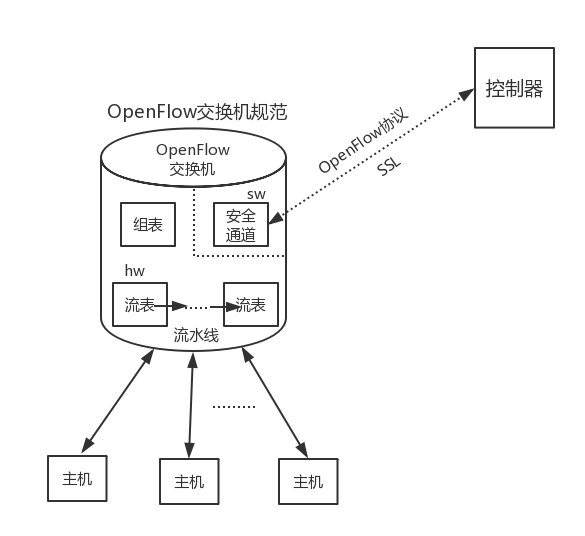 控制器
OpenFlow交换机规范
OpenFlow协议
SSL
OpenFlow
交换机
sw
组表
安全
通道
hw
流表
流表
流水线
主机
主机
主机